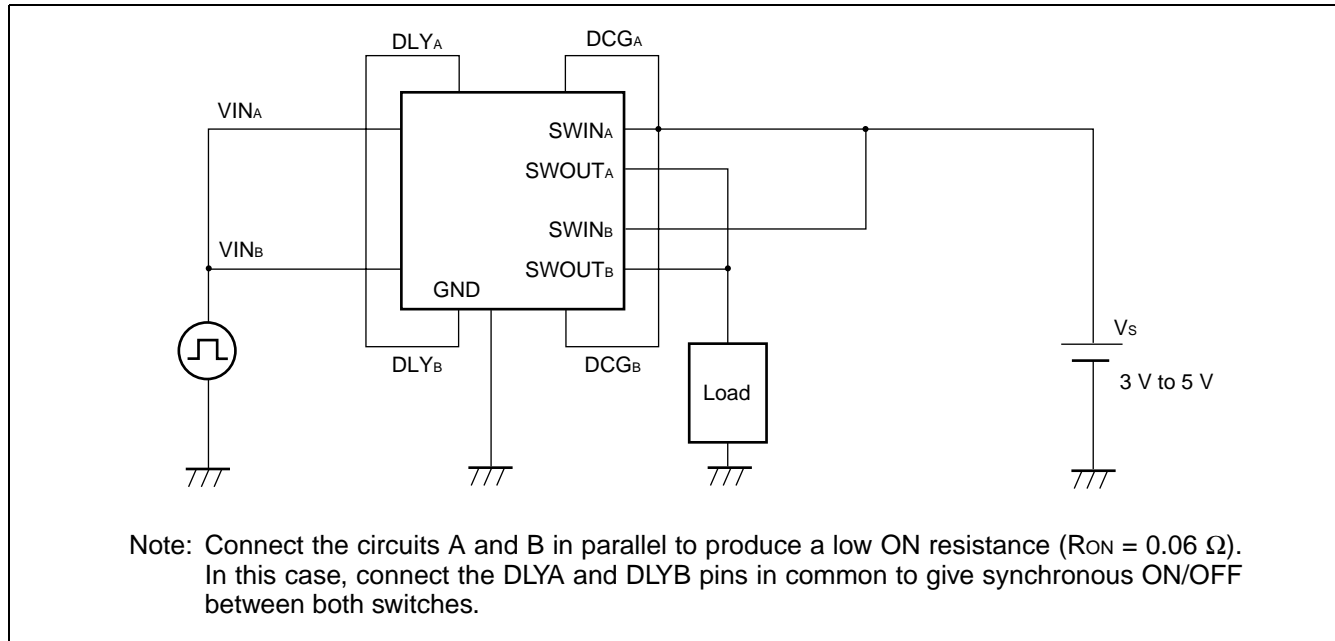 DLYA
DCGA
VINA
SWINA
SWOUTA
SWINB
VINB
SWOUTB
GND
DLYB
DCGB
Load
VS
3 V to 5 V
Note: Connect the circuits A and B in parallel to produce a low ON resistance (RON = 0.06 Ω).
In this case, connect the DLYA and DLYB pins in common to give synchronous ON/OFF
between both switches.